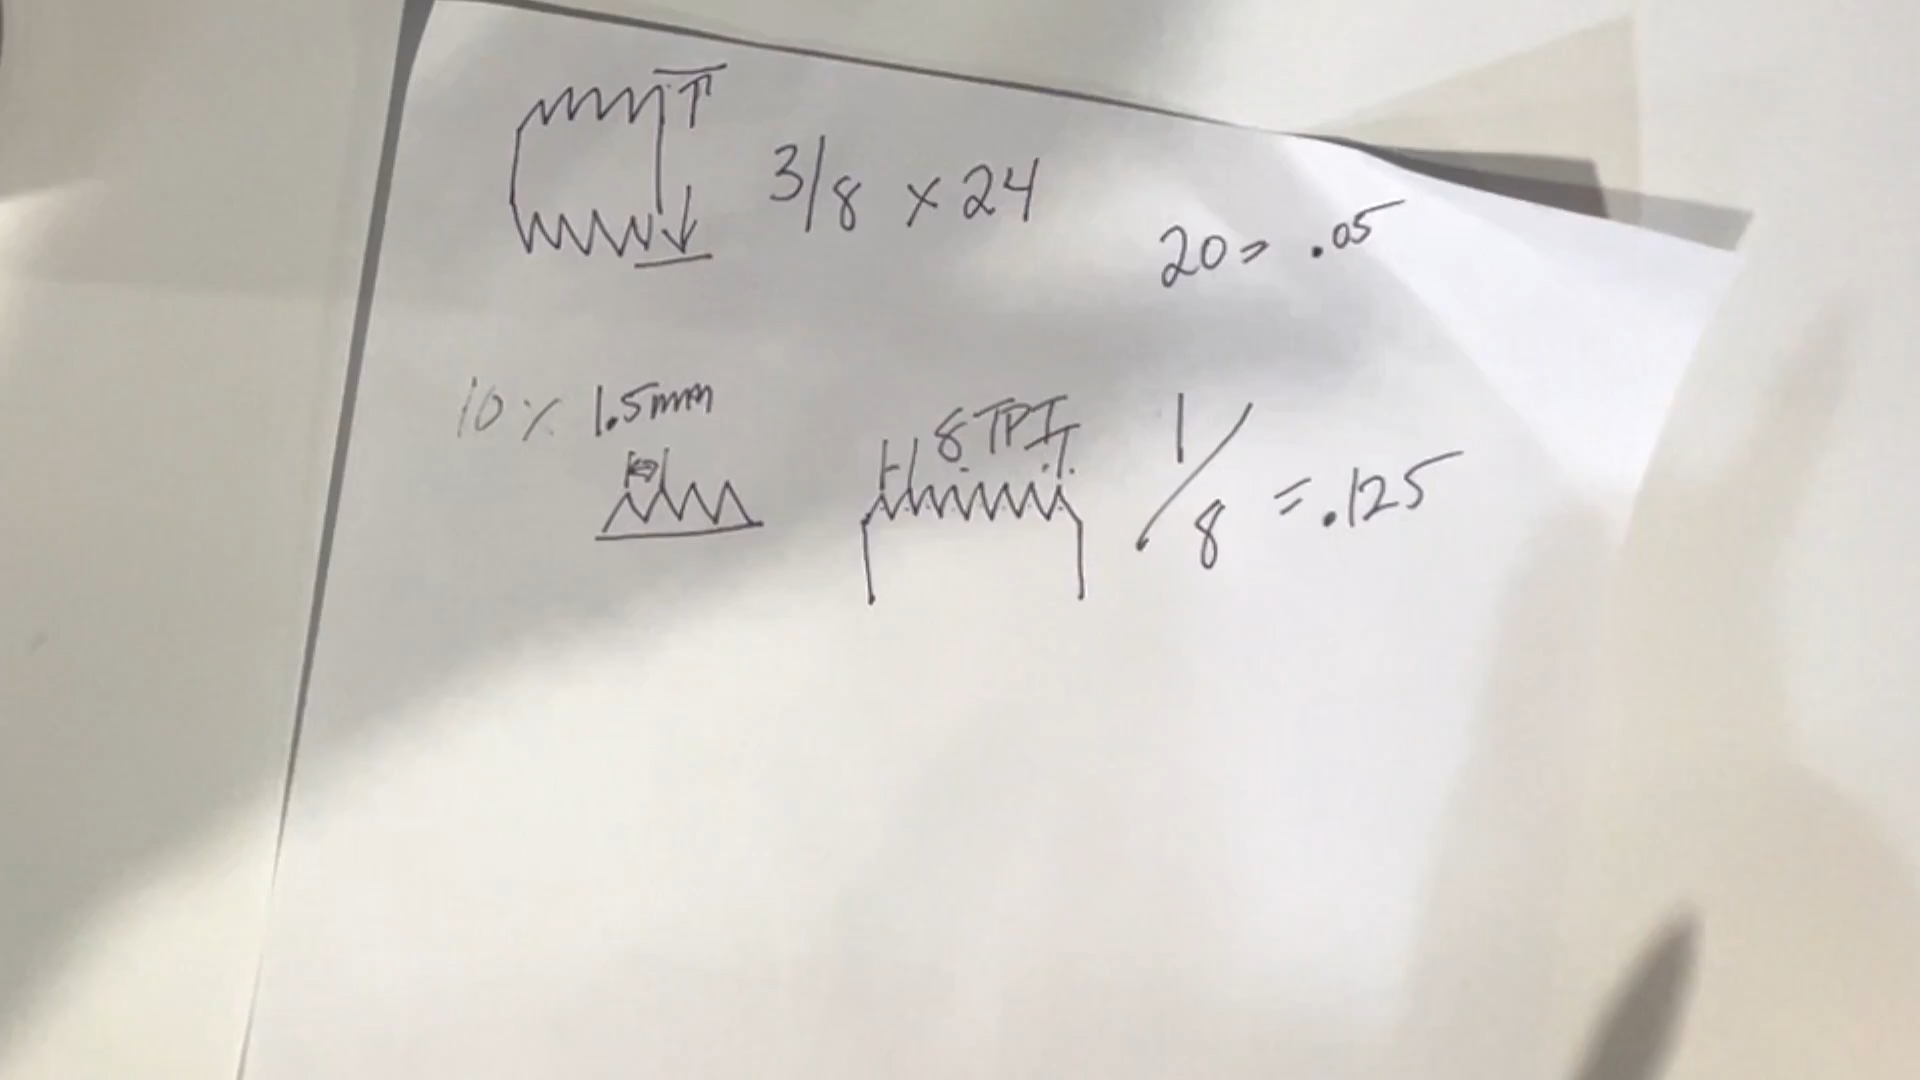 3/8 x 24
20 = .05
10 x 1.5mm
8 TPI
1/8 = .125